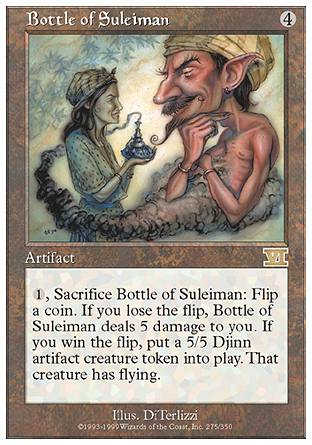 Bottle of Suleiman 4
Artifact
1, Sacrifice Bottle of Suleiman: Flip
a coin. If you lose the flip, Bottle of
Suleiman deals 5 damage to you. If
you win the flip, put a 5/5 Djinn
artifact creature token into play. That
creature has flying.
Illus. DiTerlizzi
©1993-1999 Wizards of the Coast, Inc. 275/350